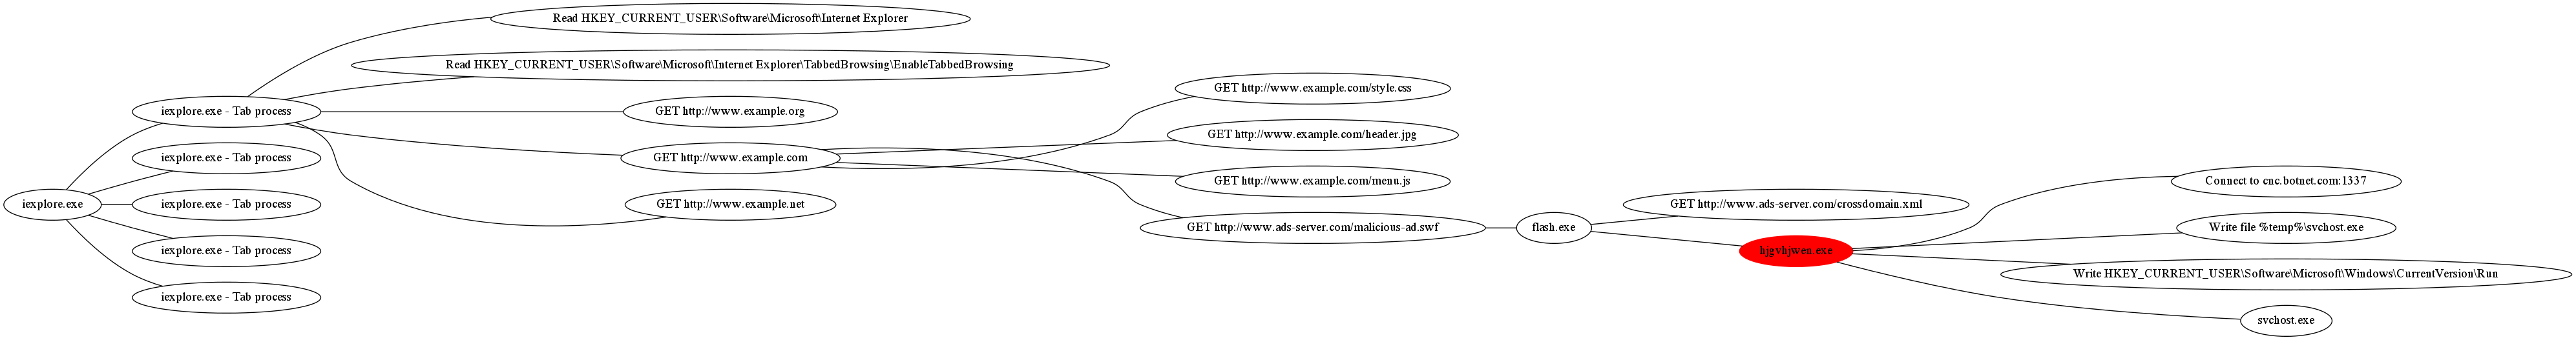 Read HKEY_CURRENT_USER\Software\Microsoft\Internet Explorer
Read HKEY_CURRENT_USER\Software\Microsoft\Internet Explorer\TabbedBrowsing\EnableTabbedBrowsing
GET http://www.example.com/style.css
iexplore.exe - Tab process
GET http://www.example.org
GET http://www.example.com/header.jpg
iexplore.exe - Tab process
GET http://www.example.com
GET http://www.example.com/menu.js
Connect to cnc.botnet.com:1337
iexplore.exe
iexplore.exe - Tab process
GET http://www.example.net
GET http://www.ads-server.com/crossdomain.xml
GET http://www.ads-server.com/malicious-ad.swf
flash.exe
Write file %temp%\svchost.exe
iexplore.exe - Tab process
hjgvhjwen.exe
Write HKEY_CURRENT_USER\Software\Microsoft\Windows\CurrentVersion\Run
iexplore.exe - Tab process
svchost.exe